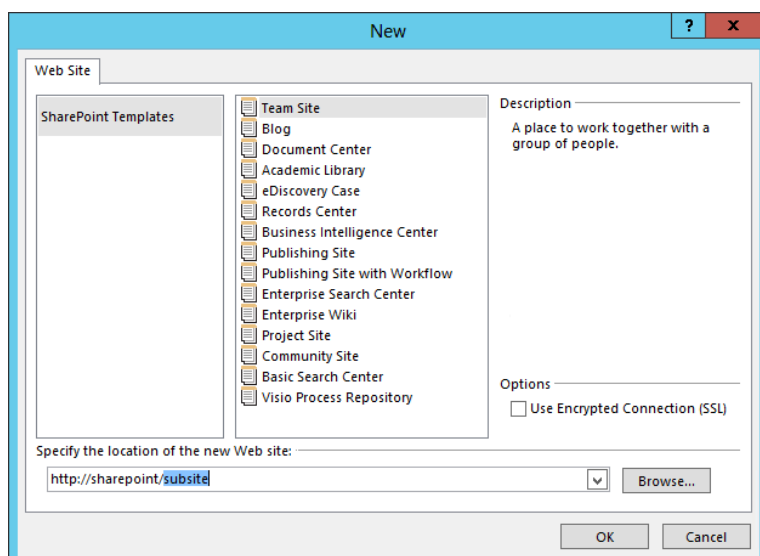 New
?
x
Web Site
SharePoint Templates
Team Site
Blog
Document Center
Academic Library
eDiscovery Case
Records Center
Business Intelligence Center
Publishing Site
Publishing Site with Workflow
Enterprise Search Center
Enterprise Wiki
Project Site
Community Site
Basic Search Center
Visio Process Repository
Description
A place to work together with a
group of people.
Options
Use Encrypted Connection (SSL)
Specify the location of the new Web site:
http://sharepoint/subsite
Browse...
OK
Cancel